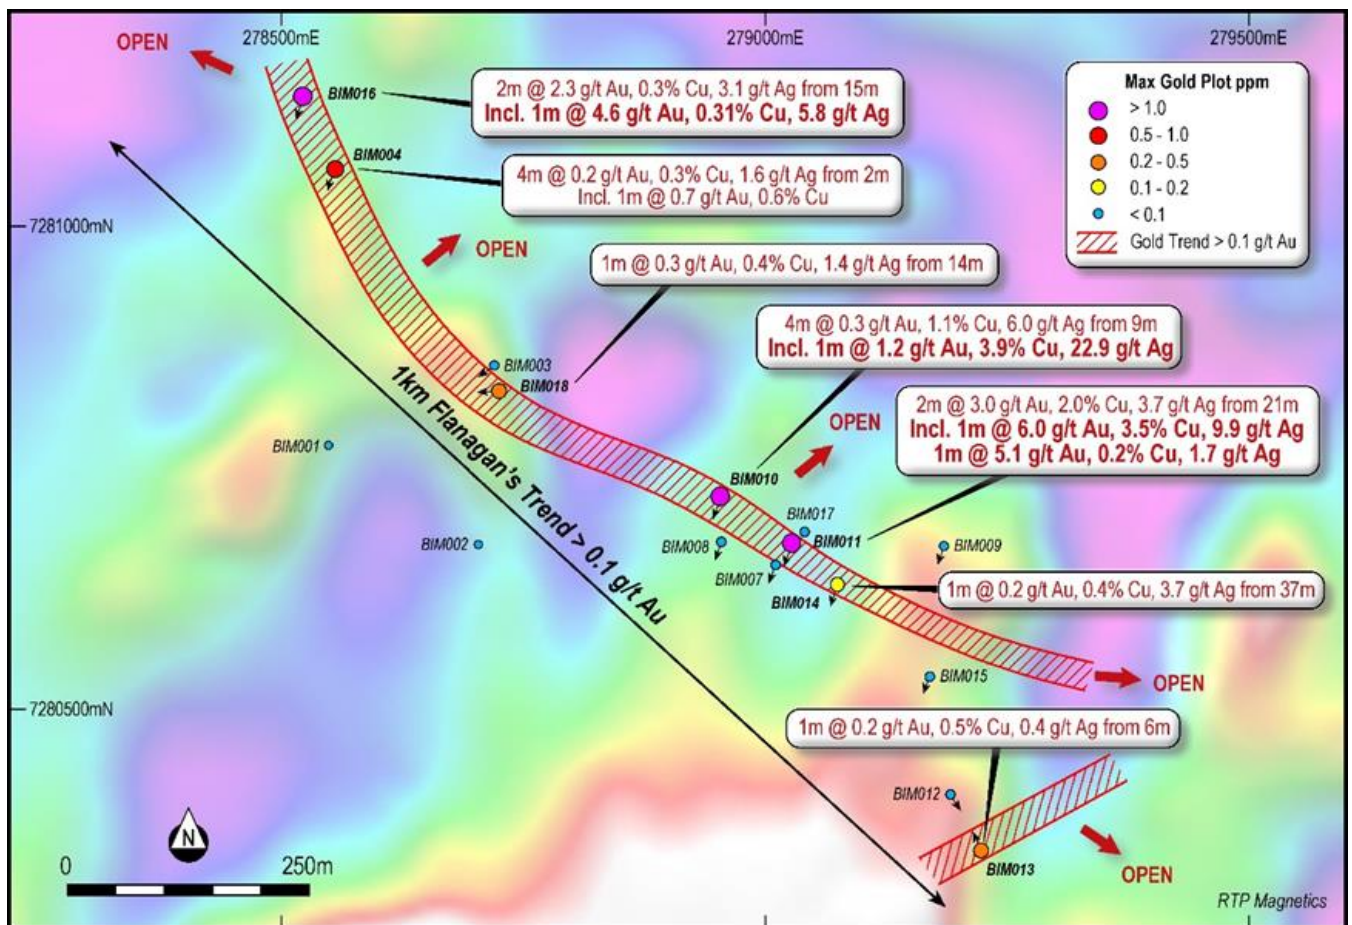 OPEN
278500mE
279000mE
279500mE
BIM016
2m @ 2.3 g/t Au, 0.3% Cu, 3.1 g/t Ag from 15m
Incl. 1m @ 4.6 g/t Au, 0.31% Cu, 5.8 g/t Ag
Max Gold Plot ppm
> 1.0
0.5 - 1.0
0.2 - 0.5
0.1 - 0.2
< 0.1
Gold Trend > 0.1 g/t Au
BIM004
4m @ 0.2 g/t Au, 0.3% Cu, 1.6 g/t Ag from 2m
Incl. 1m @ 0.7 g/t Au, 0.6% Cu
7281000mN
OPEN
1m @ 0.3 g/t Au, 0.4% Cu, 1.4 g/t Ag from 14m
4m @ 0.3 g/t Au, 1.1% Cu, 6.0 g/t Ag from 9m
Incl. 1m @ 1.2 g/t Au, 3.9% Cu, 22.9 g/t Ag
BIM003
BIM018
2m @ 3.0 g/t Au, 2.0% Cu, 3.7 g/t Ag from 21m
Incl. 1m @ 6.0 g/t Au, 3.5% Cu, 9.9 g/t Ag
1m @ 5.1 g/t Au, 0.2% Cu, 1.7 g/t Ag
OPEN
BIM001
1km Flanagan's Trend > 0.1 g/t Au
BIM010
BIM017
BIM002
BIM008
BIM011
BIM009
BIM007
BIM014
1m @ 0.2 g/t Au, 0.4% Cu, 3.7 g/t Ag from 37m
BIM015
OPEN
7280500mN
1m @ 0.2 g/t Au, 0.5% Cu, 0.4 g/t Ag from 6m
BIM012
N
0
250m
BIM013
OPEN
RTP Magnetics